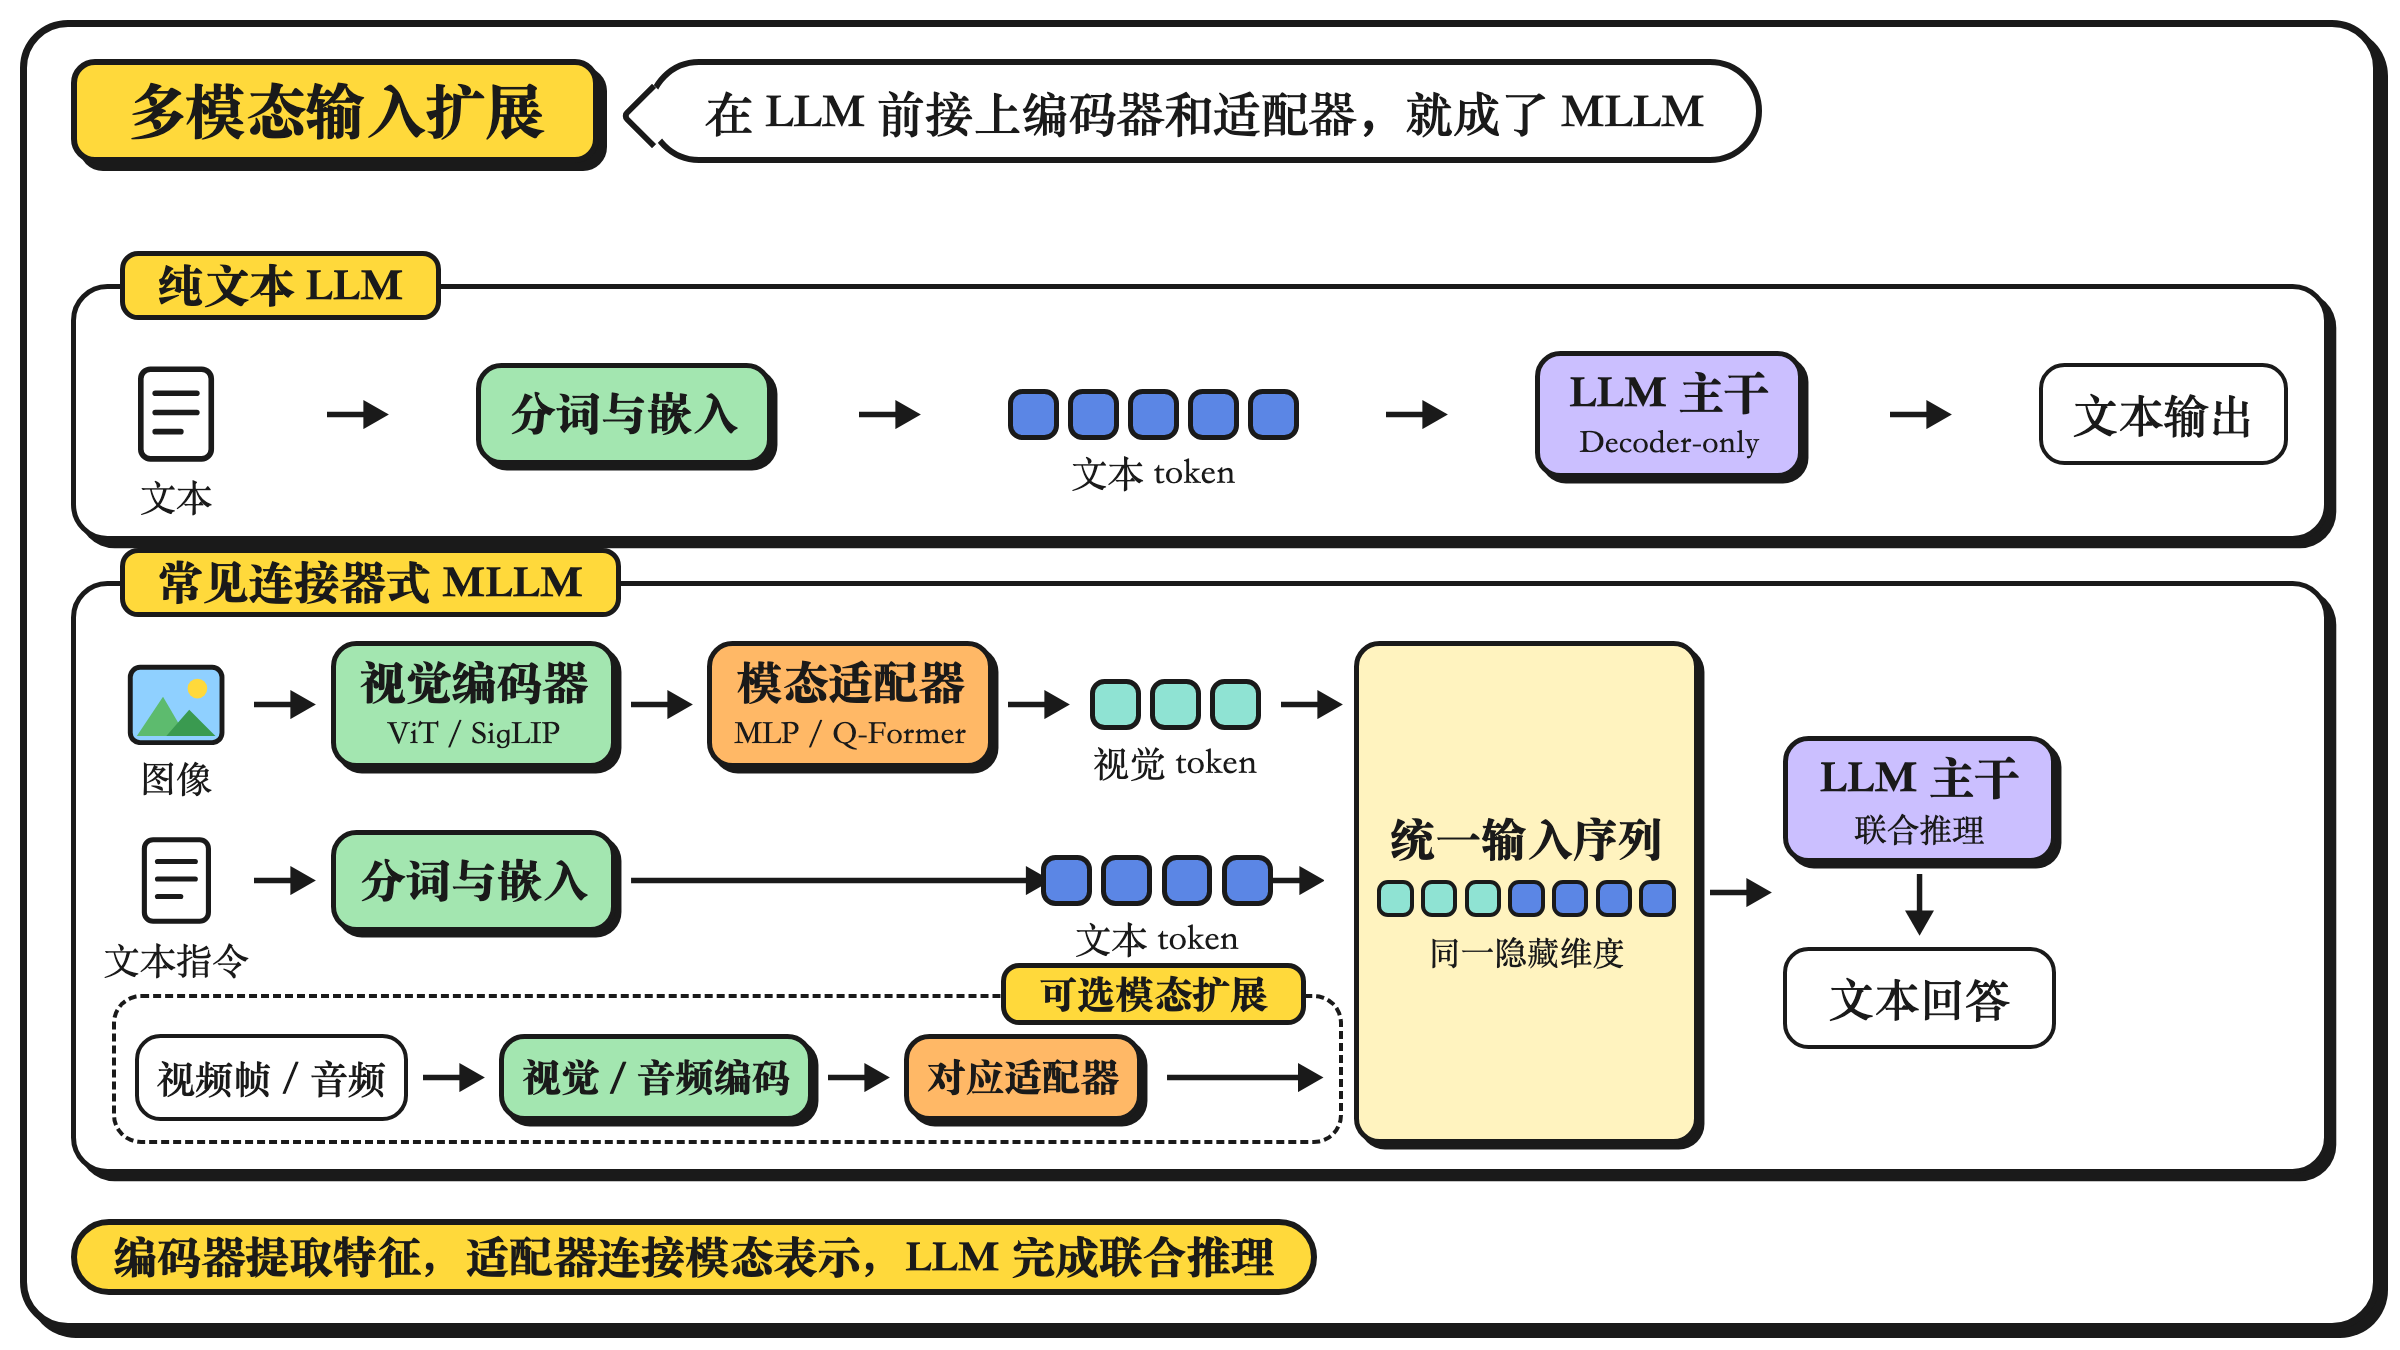 多模态输入扩展
在 LLM 前接上编码器和适配器，就成了 MLLM
纯文本 LLM
文本
分词与嵌入
文本 token
LLM 主干
Decoder-only
文本输出
常见连接器式 MLLM
图像
视觉编码器
ViT / SigLIP
模态适配器
MLP / Q-Former
视觉 token
文本指令
分词与嵌入
文本 token
可选模态扩展
视频帧 / 音频
视觉 / 音频编码
对应适配器
统一输入序列
同一隐藏维度
LLM 主干
联合推理
文本回答
编码器提取特征，适配器连接模态表示，LLM 完成联合推理